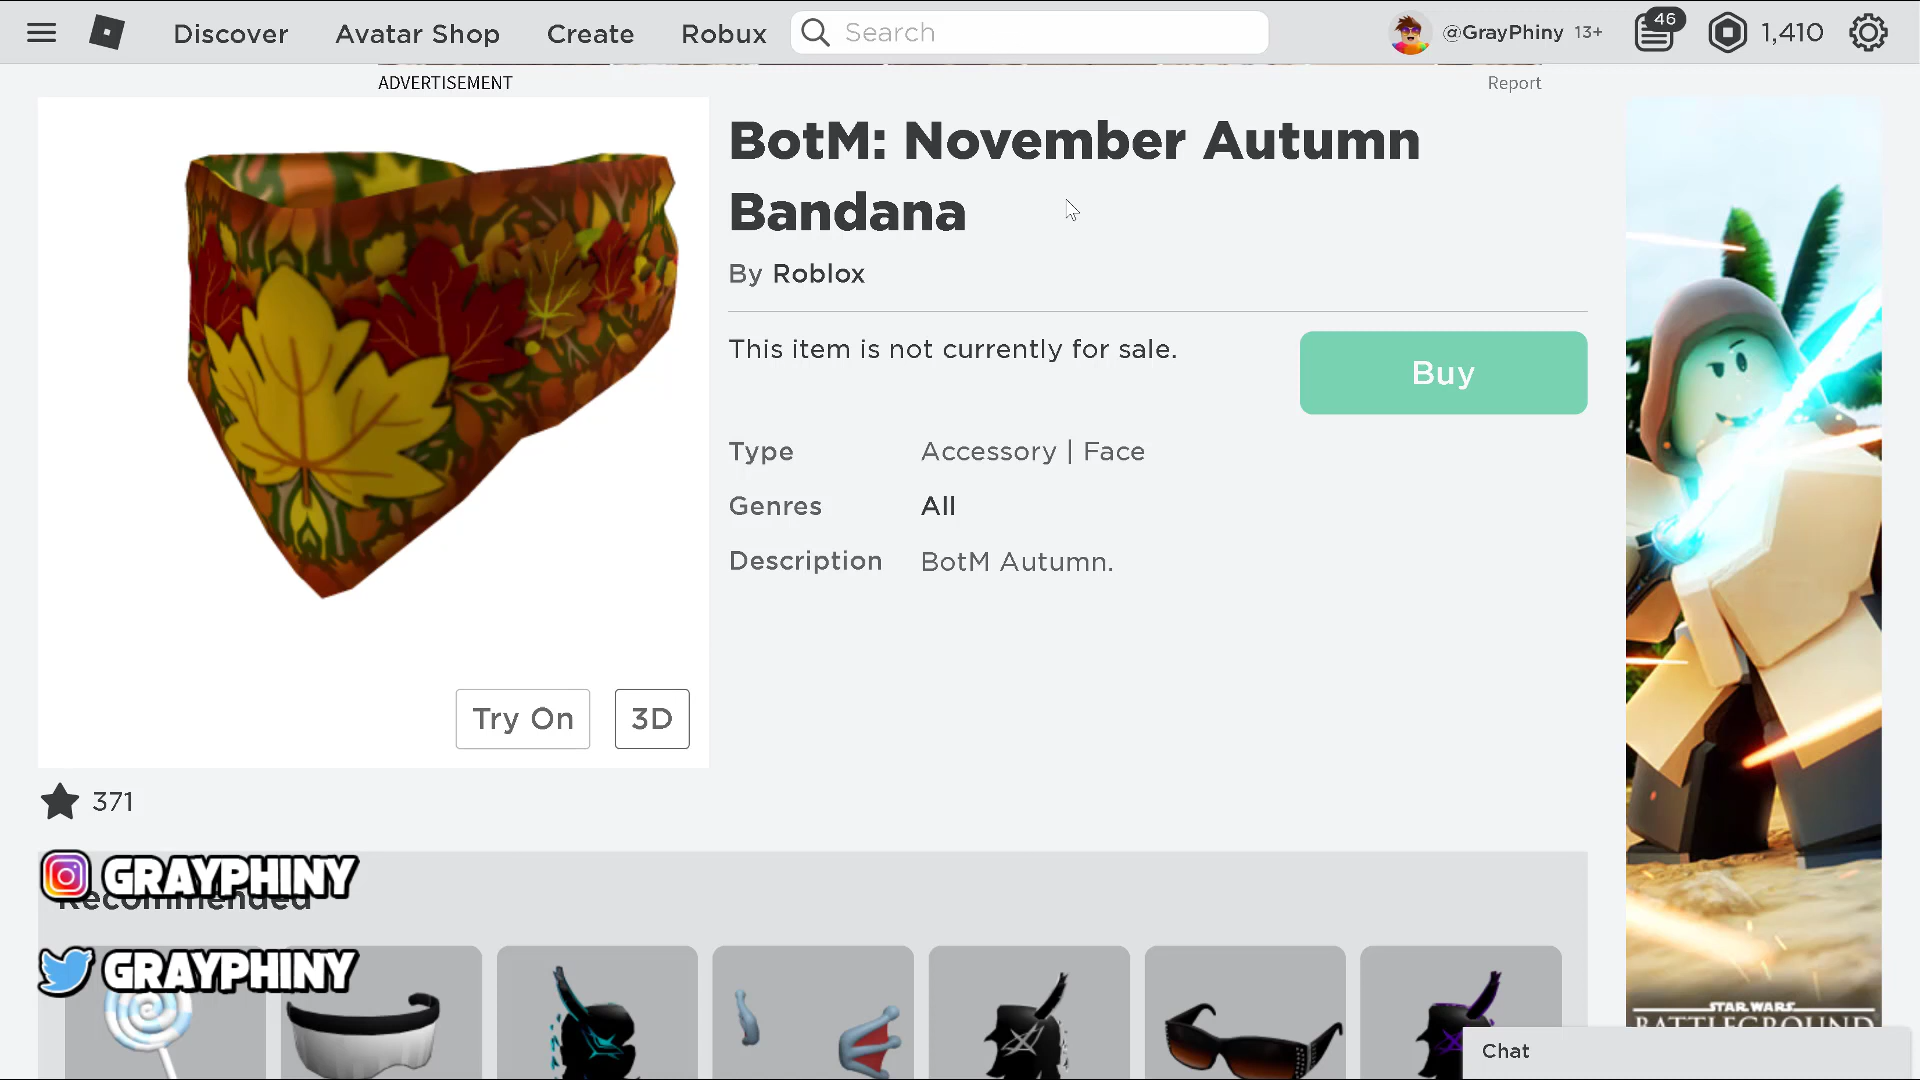 Discover
Avatar Shop
Create
Robux
Search
@GrayPhiny 13+
46
1,410
ADVERTISEMENT
Report
BotM: November Autumn
Bandana
By Roblox
This item is not currently for sale.
Buy
Type Accessory | Face
Genres All
Description BotM Autumn.
Try On
3D
371
GRAYPHINY
Recommended
GRAYPHINY
STAR WARS
BATTLEGROUND
Chat